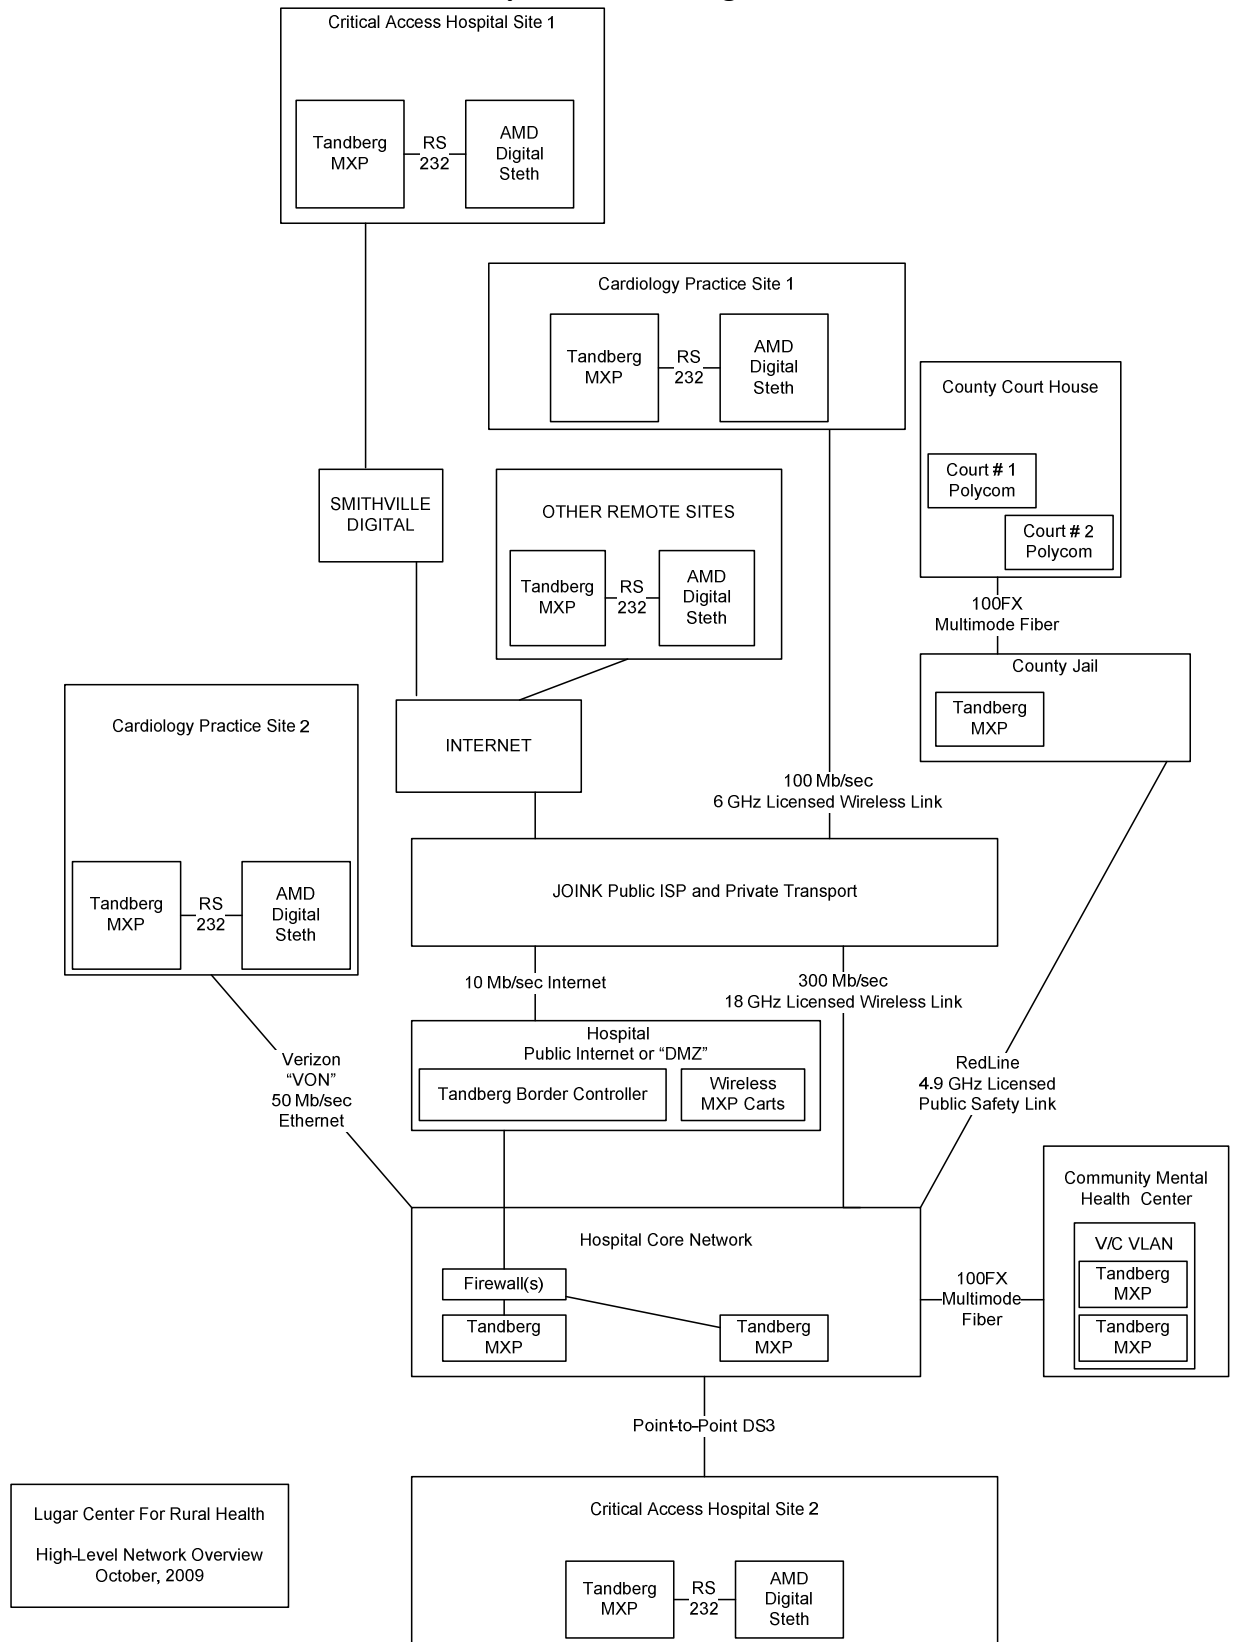 Critical Access Hospital Site 1
Tandberg
MXP
RS
232
AMD
Digital
Steth
Cardiology Practice Site 1
Tandberg
MXP
RS
232
AMD
Digital
Steth
County Court House
Court # 1
Polycom
Court # 2
Polycom
SMITHVILLE
DIGITAL
OTHER REMOTE SITES
Tandberg
MXP
RS
232
AMD
Digital
Steth
100FX
Multimode Fiber
County Jail
Tandberg
MXP
Cardiology Practice Site 2
Tandberg
MXP
RS
232
AMD
Digital
Steth
INTERNET
100 Mb/sec
6 GHz Licensed Wireless Link
JOINK Public ISP and Private Transport
10 Mb/sec Internet
300 Mb/sec
18 GHz Licensed Wireless Link
Hospital
Public Internet or “DMZ”
Tandberg Border Controller
Wireless
MXP Carts
Verizon
“VON”
50 Mb/sec
Ethernet
RedLine
4.9 GHz Licensed
Public Safety Link
Community Mental
Health Center
V/C VLAN
Tandberg
MXP
Tandberg
MXP
Hospital Core Network
Firewall(s)
Tandberg
MXP
Tandberg
MXP
100FX
Multimode
Fiber
Point-to-Point DS3
Critical Access Hospital Site 2
Tandberg
MXP
RS
232
AMD
Digital
Steth
Lugar Center For Rural Health
High-Level Network Overview
October, 2009